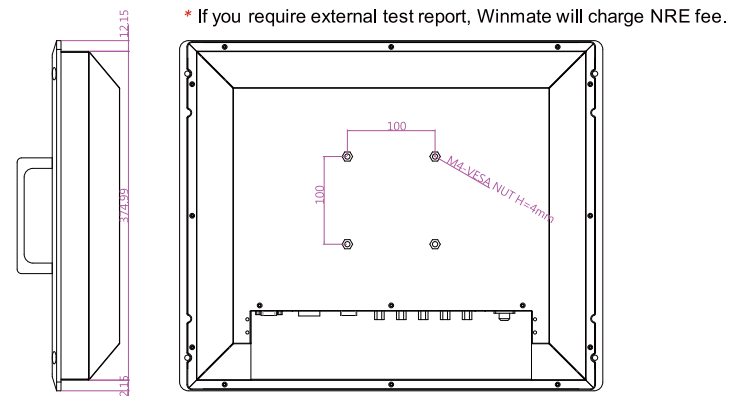 * If you require external test report, Winmate will charge NRE fee.
12.15
374.99
2.15
100
100
M4-VESA NUT H=4mm